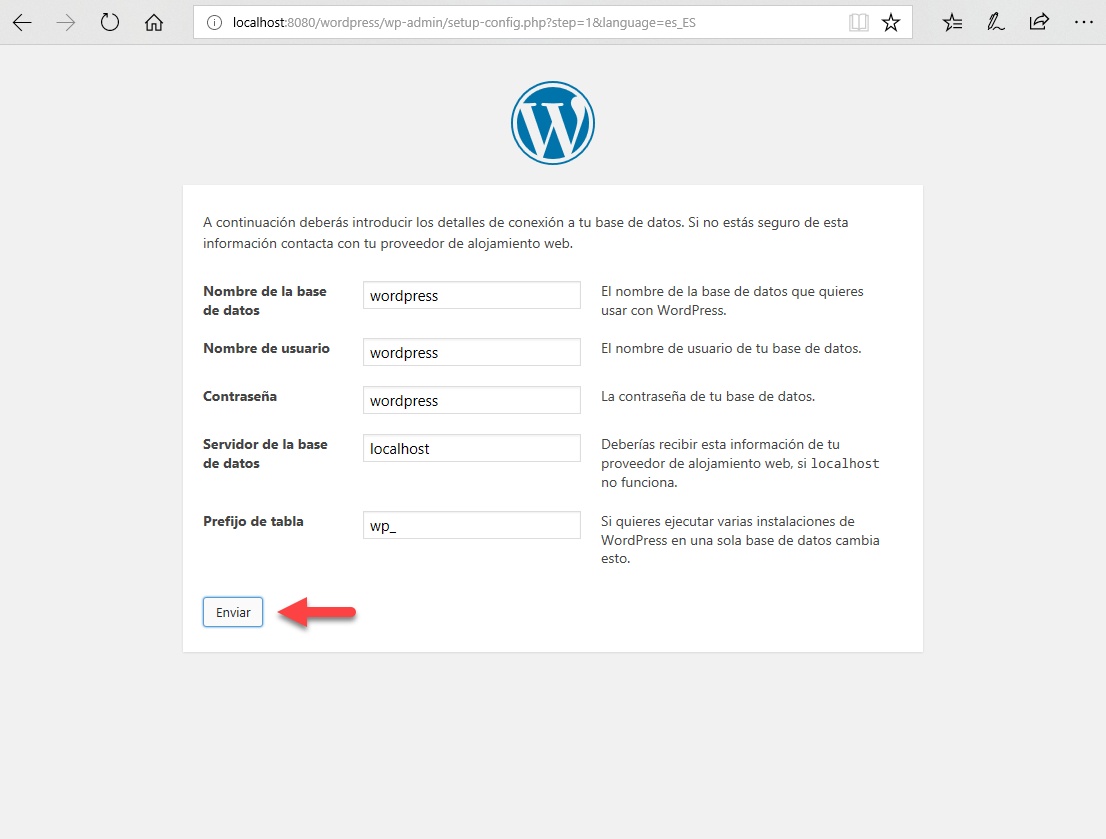 localhost:8080/wordpress/wp-admin/setup-config.php?step=1&language=es_ES
A continuación deberás introducir los detalles de conexión a tu base de datos. Si no estás seguro de esta
información contacta con tu proveedor de alojamiento web.
Nombre de la base
de datos
wordpress
El nombre de la base de datos que quieres
usar con WordPress.
Nombre de usuario
wordpress
El nombre de usuario de tu base de datos.
Contraseña
wordpress
La contraseña de tu base de datos.
Servidor de la base
de datos
localhost
Deberías recibir esta información de tu
proveedor de alojamiento web, si localhost
no funciona.
Prefijo de tabla
wp_
Si quieres ejecutar varias instalaciones de
WordPress en una sola base de datos cambia
esto.
Enviar